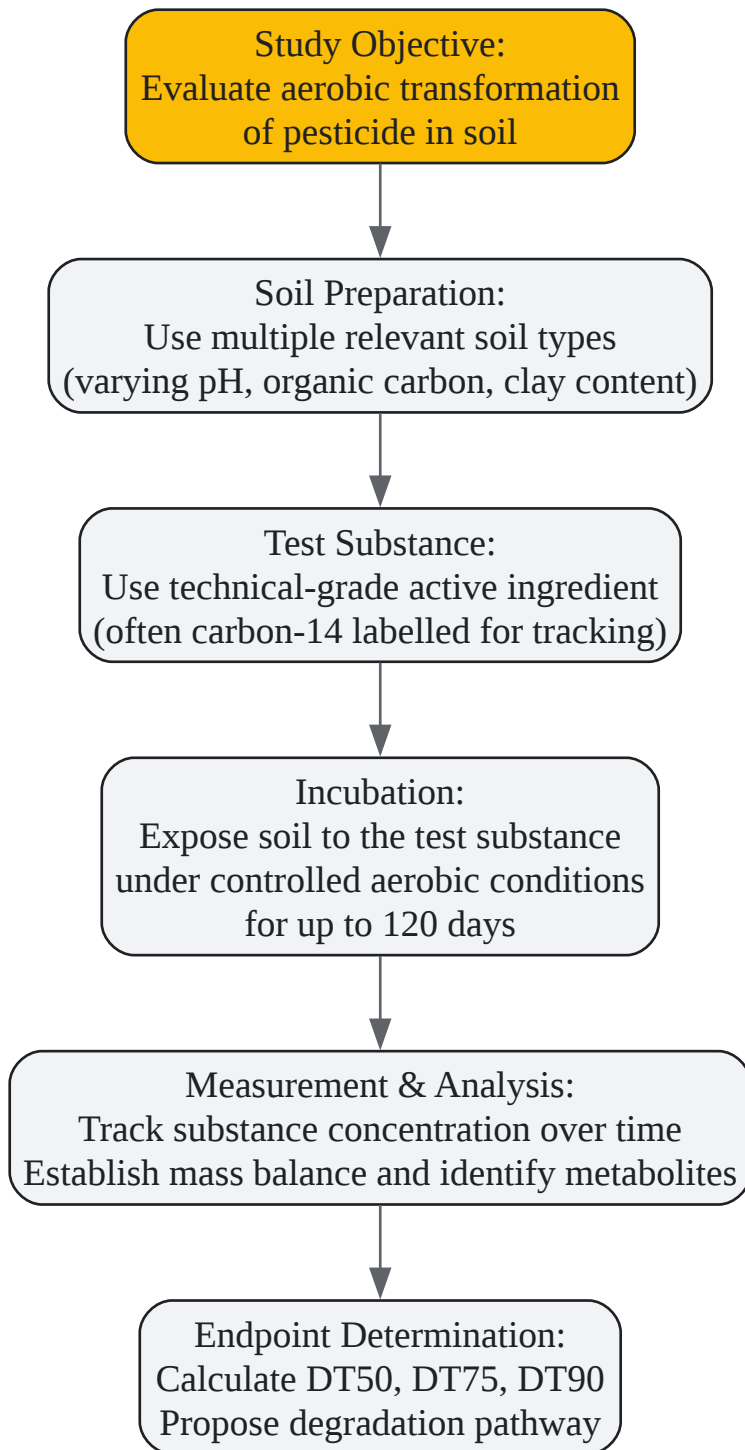 Study Objective:
Evaluate aerobic transformation
of pesticide in soil
Soil Preparation:
Use multiple relevant soil types
(varying pH, organic carbon, clay content)
Test Substance:
Use technical-grade active ingredient
(often carbon-14 labelled for tracking)
Incubation:
Expose soil to the test substance
under controlled aerobic conditions
for up to 120 days
Measurement & Analysis:
Track substance concentration over time
Establish mass balance and identify metabolites
Endpoint Determination:
Calculate DT50, DT75, DT90
Propose degradation pathway